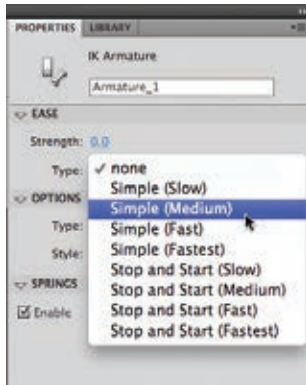 PROPERTIES LIBRARY
IK Armature
Armature_1
EASE
Strength: 0.0
Type: ✓ none
Simple (Slow)
OPTIONS
Simple (Medium)
Type: Simple (Fast)
Style: Simple (Fastest)
Stop and Start (Slow)
SPRINGS
Stop and Start (Medium)
Enable
Stop and Start (Fast)
Stop and Start (Fastest)